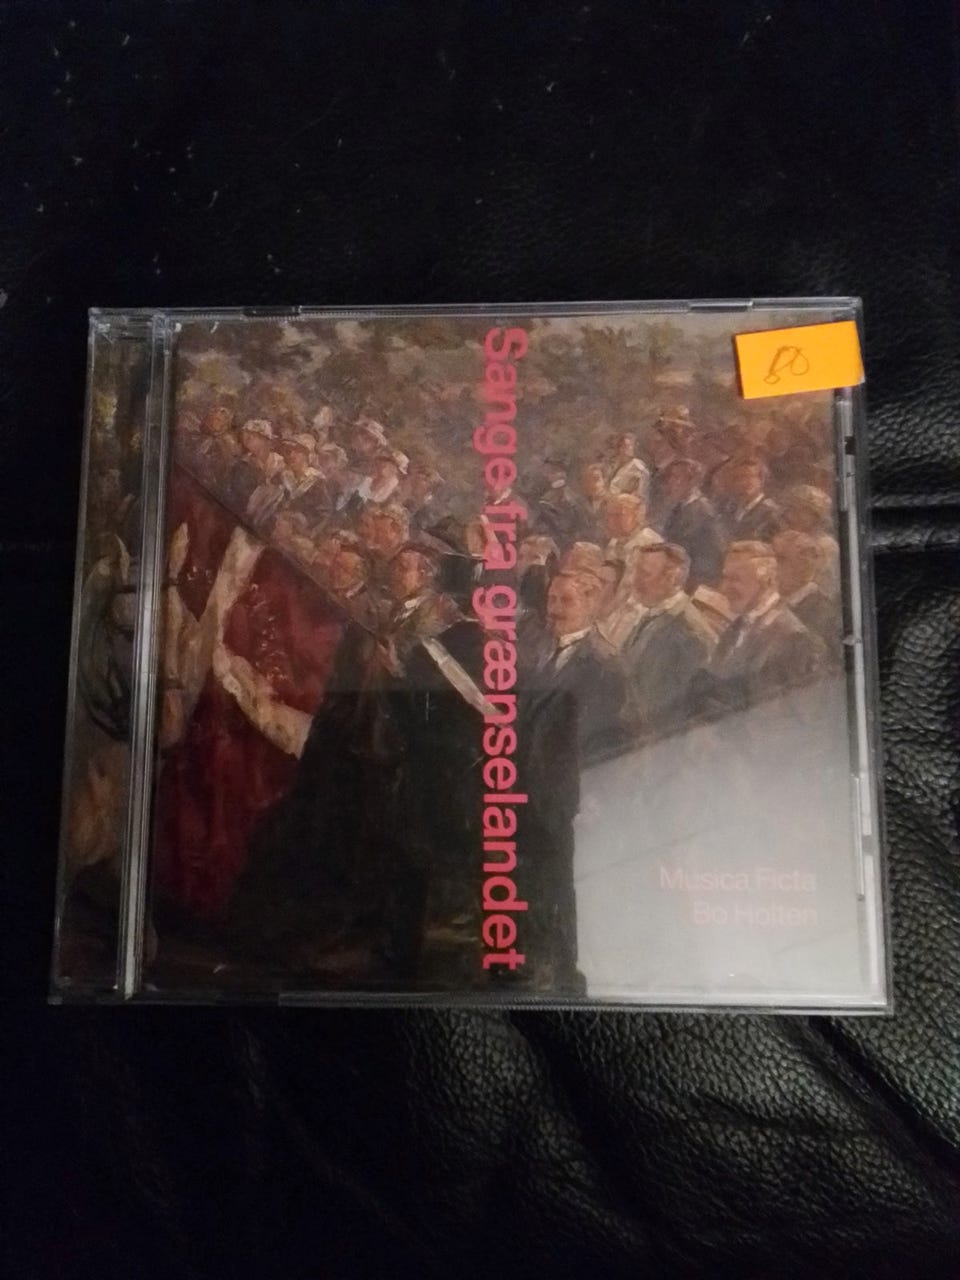 Sange fra grænselandet
80
Musica Ficta
Bo Holten